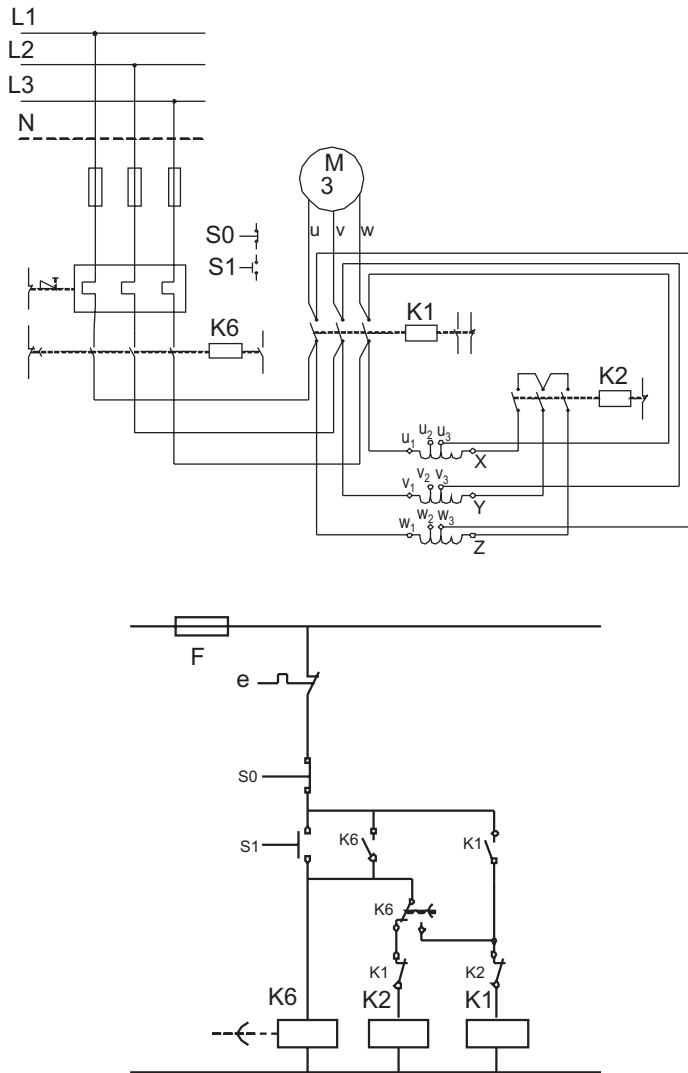 L1
L2
L3
N
M
3
u v w
S0
S1
K6
K1
K2
u1 u2 u3 X
v1 v2 v3 Y
w1 w2 w3 Z
F
e
S0
S1 K6 K1
K6
K1 K2
K6 K2 K1